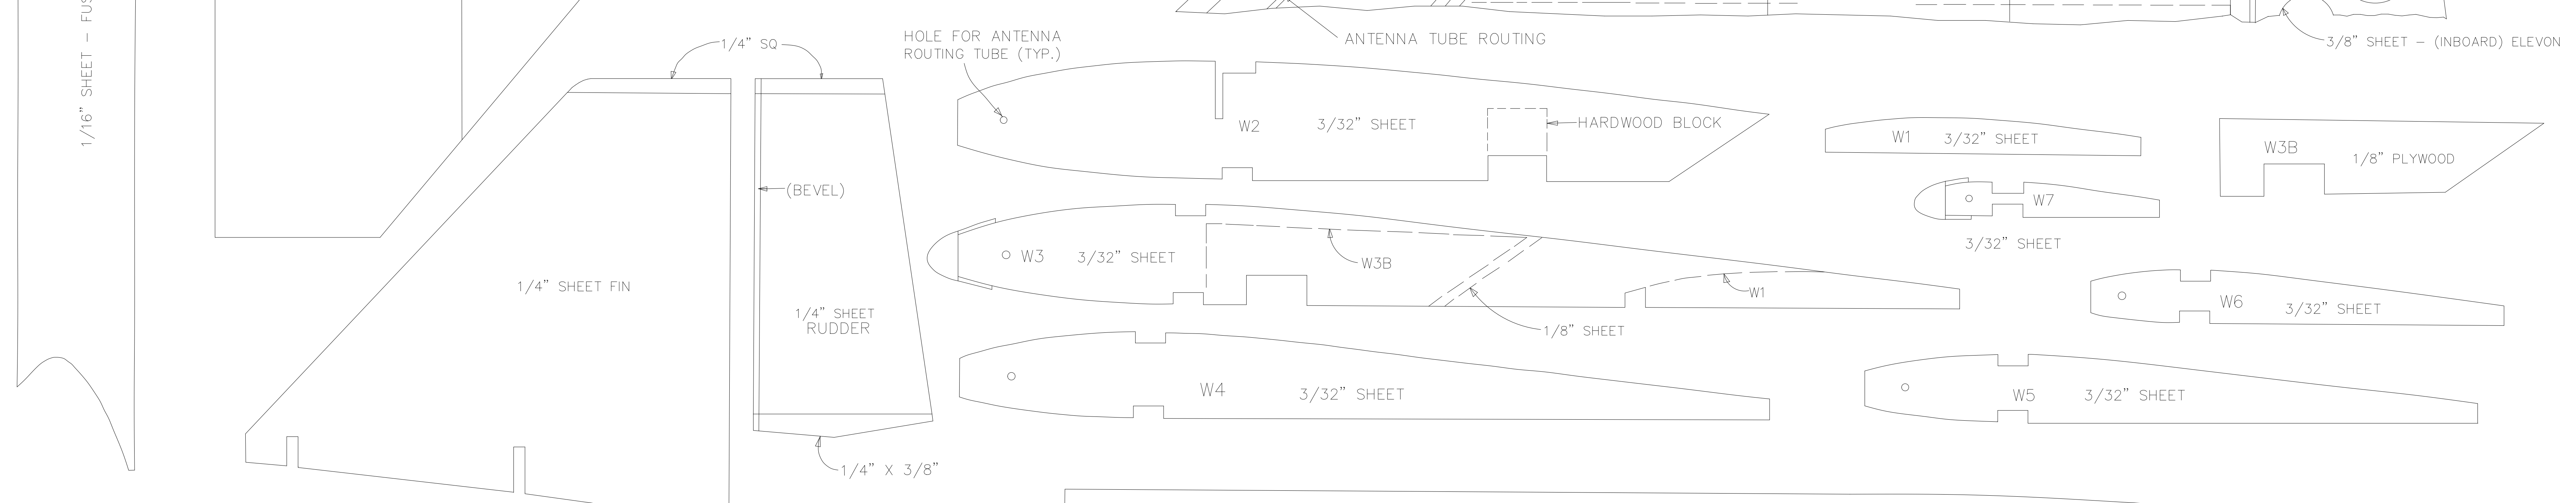 1/16" SHEET - FUS
1/4" SQ
HOLE FOR ANTENNA
ROUTING TUBE (TYP.)
ANTENNA TUBE ROUTING
3/8" SHEET - (INBOARD) ELEVON
W2
3/32" SHEET
HARDWOOD BLOCK
W1
3/32" SHEET
W3B
1/8" PLYWOOD
(BEVEL)
W7
3/32" SHEET
W3
3/32" SHEET
W3B
W1
1/8" SHEET
1/4" SHEET FIN
1/4" SHEET
RUDDER
W6
3/32" SHEET
W4
3/32" SHEET
W5
3/32" SHEET
1/4" X 3/8"